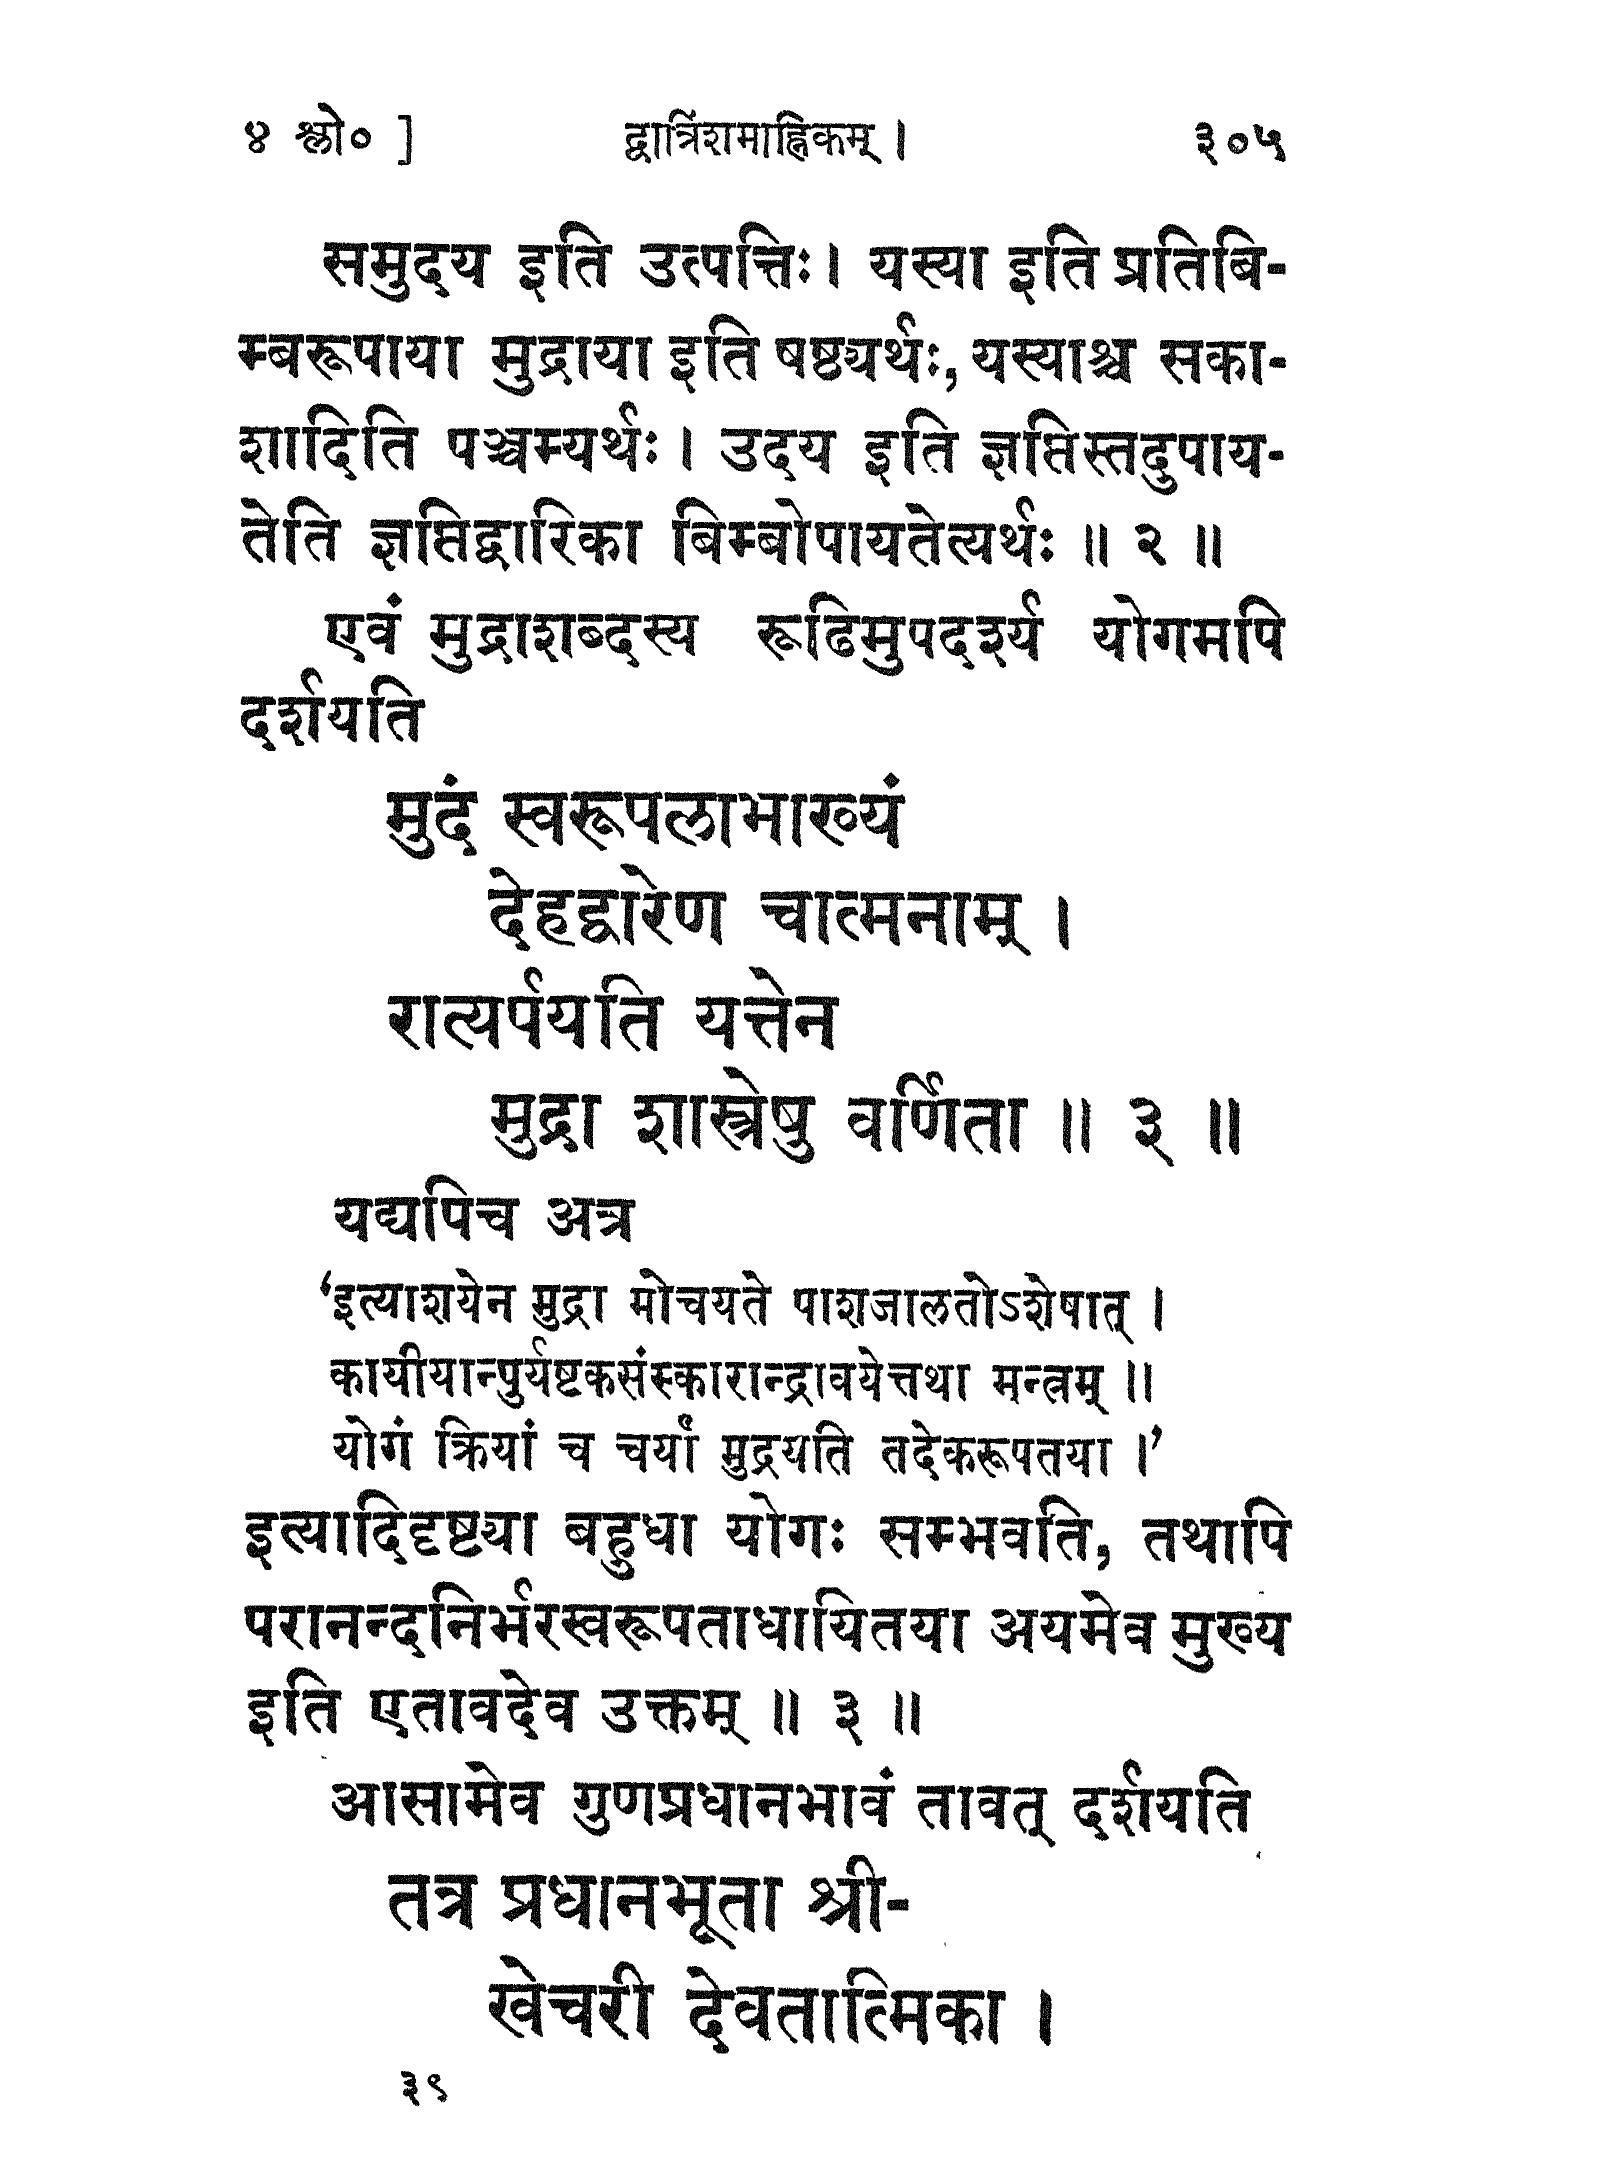 ४ श्लो० ] द्वात्रिंशमाह्निकम् । ३०५
समुदय इति उत्पत्तिः। यस्या इति प्रतिबि-
म्बरूपाया मुद्राया इति षष्ठ्यर्थः, यस्याश्च सका-
शादिति पञ्चम्यर्थः। उदय इति ज्ञप्तिस्तदुपाय-
तेति ज्ञप्तिद्वारिका बिम्बोपायतेत्यर्थः ॥ २ ॥
एवं मुद्राशब्दस्य रूढिमुपदर्श्य योगमपि
दर्शयति
मुदं स्वरूपलाभाख्यं
देहद्वारेण चात्मनाम् ।
रात्यर्पयति यत्तेन
मुद्रा शास्त्रेषु वर्णिता ॥ ३ ॥
यद्यपिच अत्र
‘इत्याशयेन मुद्रा मोचयते पाशजालतोऽशेषात् ।
कायीयान्पुर्यष्टकसंस्कारान्द्रावयेत्तथा मन्त्रम् ॥
योगं क्रियां च चर्यां मुद्रयति तदेकरूपतया ।’
इत्यादिदृष्ट्या बहुधा योगः सम्भवति, तथापि
परानन्दनिर्भरस्वरूपताधायितया अयमेव मुख्य
इति एतावदेव उक्तम् ॥ ३ ॥
आसामेव गुणप्रधानभावं तावत् दर्शयति
तत्र प्रधानभूता श्री-
खेचरी देवतात्मिका ।
३९